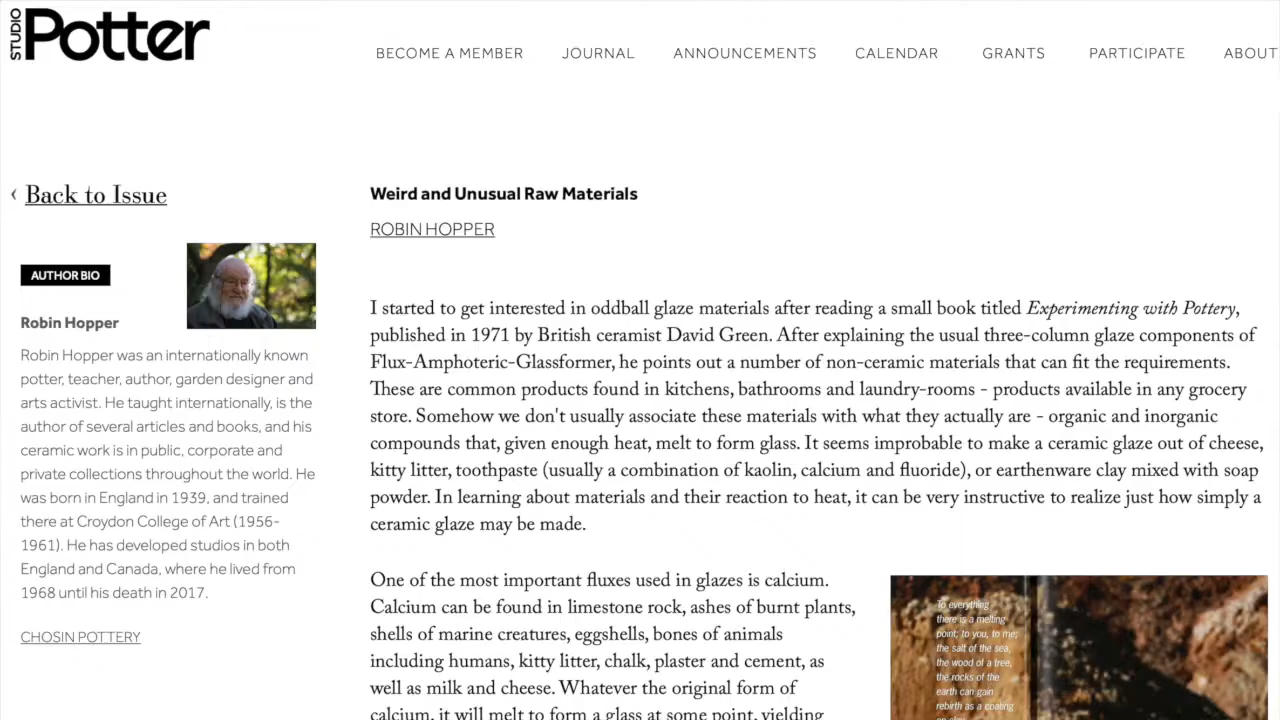 STUDIO Potter
BECOME A MEMBER JOURNAL ANNOUNCEMENTS CALENDAR GRANTS PARTICIPATE ABOUT
‹ Back to Issue
AUTHOR BIO
Robin Hopper
Robin Hopper was an internationally known
potter, teacher, author, garden designer and
arts activist. He taught internationally, is the
author of several articles and books, and his
ceramic work is in public, corporate and
private collections throughout the world. He
was born in England in 1939, and trained
there at Croydon College of Art (1956-
1961). He has developed studios in both
England and Canada, where he lived from
1968 until his death in 2017.
CHOSIN POTTERY
Weird and Unusual Raw Materials
ROBIN HOPPER
I started to get interested in oddball glaze materials after reading a small book titled Experimenting with Pottery,
published in 1971 by British ceramist David Green. After explaining the usual three-column glaze components of
Flux-Amphoteric-Glassformer, he points out a number of non-ceramic materials that can fit the requirements.
These are common products found in kitchens, bathrooms and laundry-rooms - products available in any grocery
store. Somehow we don't usually associate these materials with what they actually are - organic and inorganic
compounds that, given enough heat, melt to form glass. It seems improbable to make a ceramic glaze out of cheese,
kitty litter, toothpaste (usually a combination of kaolin, calcium and fluoride), or earthenware clay mixed with soap
powder. In learning about materials and their reaction to heat, it can be very instructive to realize just how simply a
ceramic glaze may be made.
One of the most important fluxes used in glazes is calcium.
Calcium can be found in limestone rock, ashes of burnt plants,
shells of marine creatures, eggshells, bones of animals
including humans, kitty litter, chalk, plaster and cement, as
well as milk and cheese. Whatever the original form of
calcium, it will melt to form a glass at some point, yielding
To everything
there is a melting
point; to you, to me;
the salt of the sea,
the wood of a tree,
the rocks of the
earth can gain
rebirth as a coating
on clay